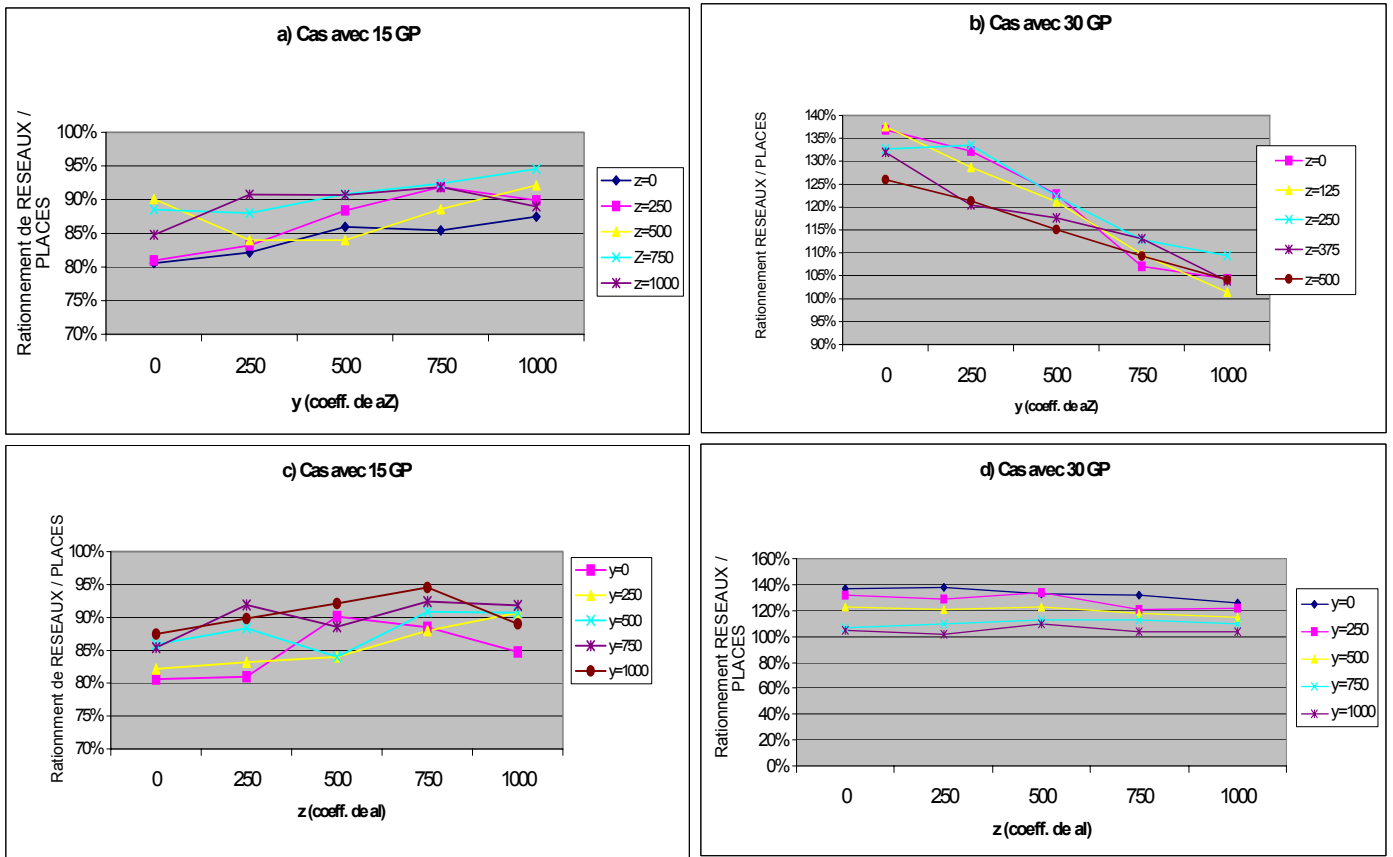 a) Cas avec 15 GP
Rationnement de RESEAUX /
PLACES
100%
95%
90%
85%
80%
75%
70%
0 250 500 750 1000
y (coeff. de aZ)
z=0
z=250
z=500
Z=750
z=1000
b) Cas avec 30 GP
Rationnement RESEAUX / PLACES
140%
135%
130%
125%
120%
115%
110%
105%
100%
95%
90%
0 250 500 750 1000
y (coeff. de aZ)
z=0
z=125
z=250
z=375
z=500
c) Cas avec 15 GP
Rationnment de RESEAUX / PLACES
100%
95%
90%
85%
80%
75%
70%
0 250 500 750 1000
z (coeff. de al)
y=0
y=250
y=500
y=750
y=1000
d) Cas avec 30 GP
Rationnement RESEAUX /
PLACES
160%
140%
120%
100%
80%
60%
40%
20%
0%
0 250 500 750 1000
z (coeff. de al)
y=0
y=250
y=500
y=750
y=1000